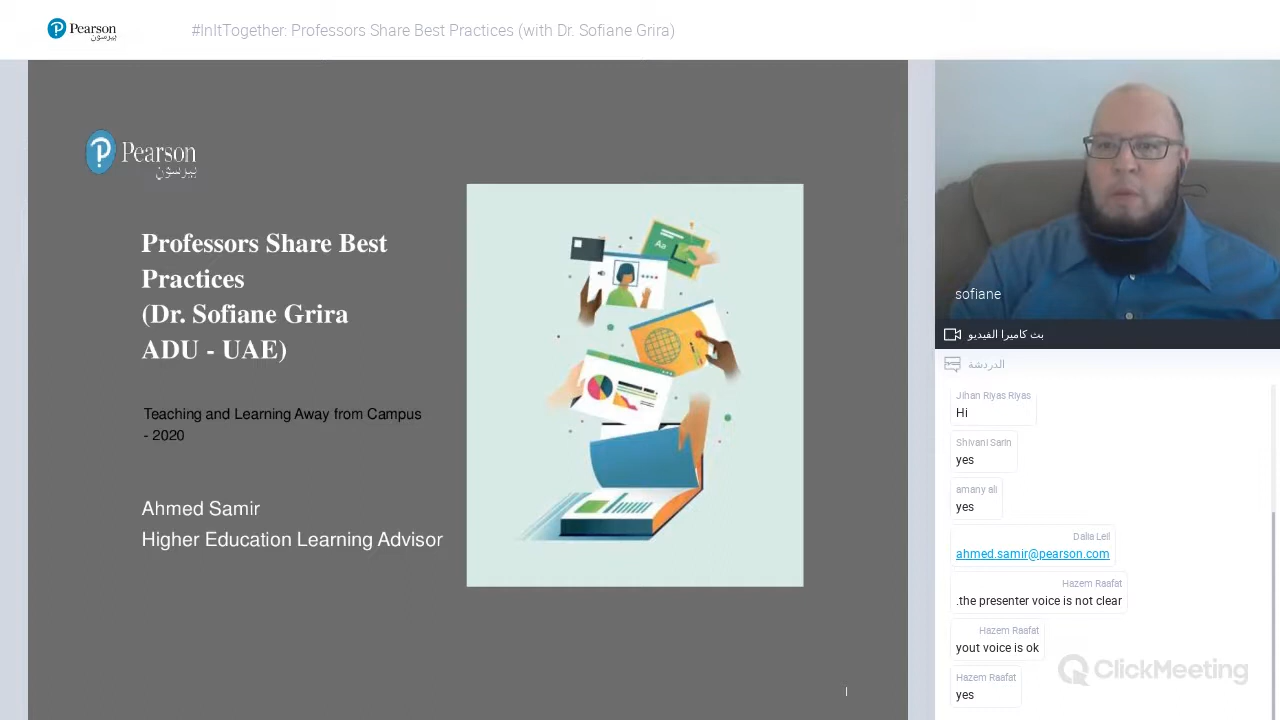 Pearson
بيرسون
#InItTogether: Professors Share Best Practices (with Dr. Sofiane Grira)
Pearson
بيرسون
Professors Share Best
Practices
(Dr. Sofiane Grira
ADU - UAE)
Teaching and Learning Away from Campus
- 2020
Ahmed Samir
Higher Education Learning Advisor
Aa
sofiane
بث كاميرا الفيديو
الدردشة
Jihan Riyas Riyas
Hi
Shivani Sarin
yes
amany ali
yes
Dalia Leil
ahmed.samir@pearson.com
Hazem Raafat
.the presenter voice is not clear
Hazem Raafat
yout voice is ok
Hazem Raafat
yes
ClickMeeting